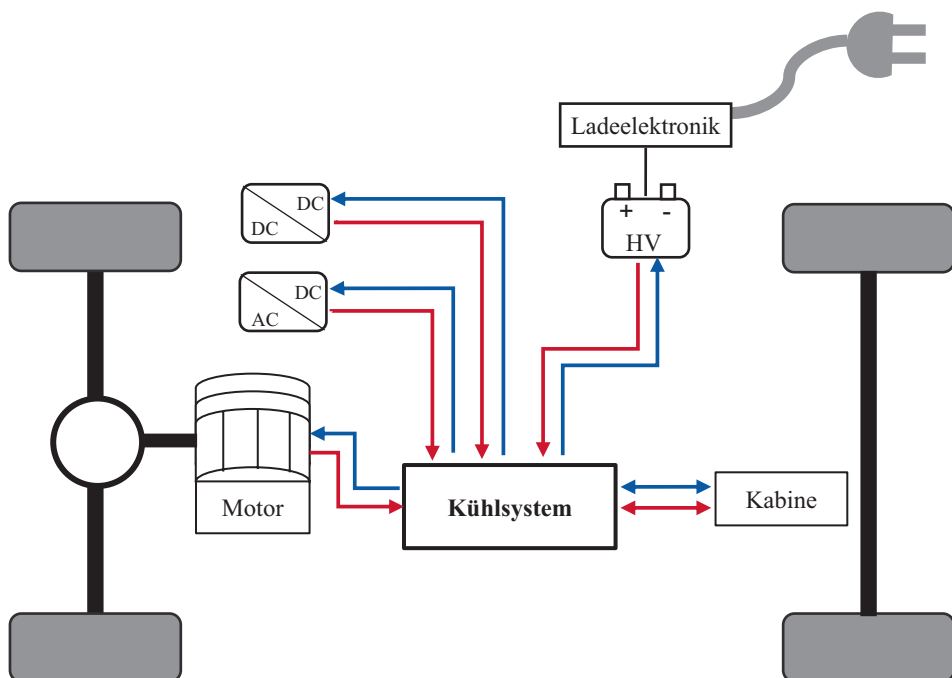 Ladeelektronik
DC
DC
+ -
HV
DC
AC
Motor
Kühlsystem
Kabine